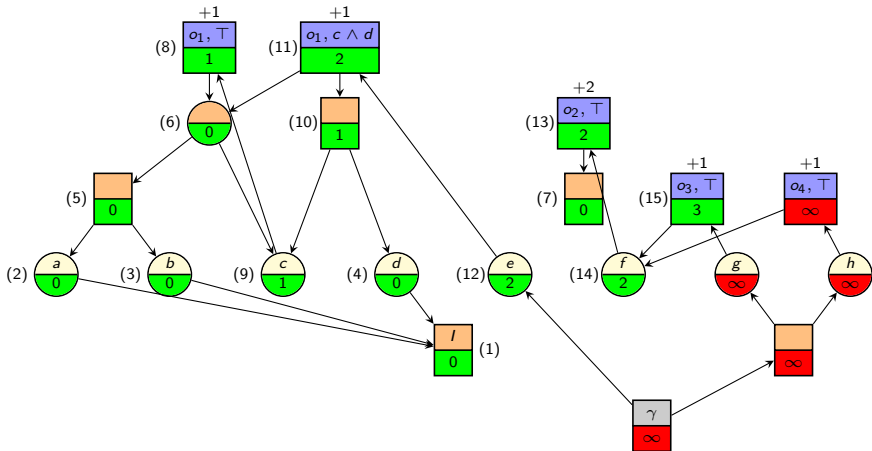 +1 +1
(8) o₁, ⊤ (11) o₁, c ∧ d
1 2
+2
(6) 0 (10) 1 (13) o₂, ⊤
2
+1 +1
(5) 0 (7) 0 (15) o₃, ⊤ o₄, ⊤
3 ∞
(2) a (3) b (9) c (4) d (12) e (14) f g h
0 0 1 0 2 2 ∞ ∞
I (1)
0 ∞
γ
∞